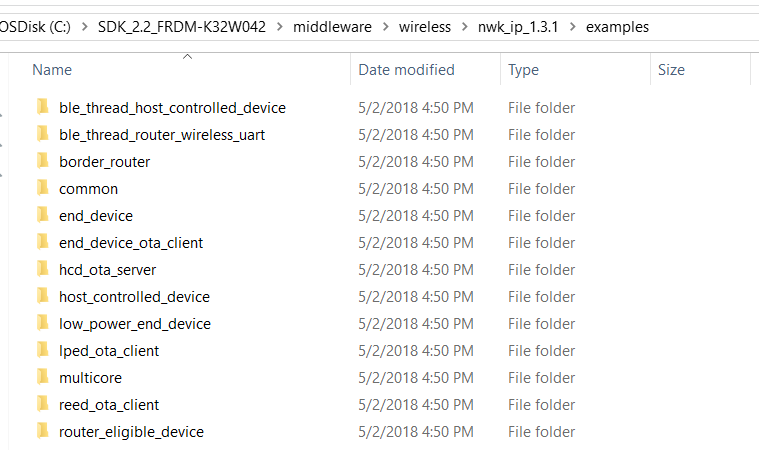 OSDisk (C:) › SDK_2.2_FRDM-K32W042 › middleware › wireless › nwk_ip_1.3.1 › examples
Name Date modified Type Size
ble_thread_host_controlled_device 5/2/2018 4:50 PM File folder
ble_thread_router_wireless_uart 5/2/2018 4:50 PM File folder
border_router 5/2/2018 4:50 PM File folder
common 5/2/2018 4:50 PM File folder
end_device 5/2/2018 4:50 PM File folder
end_device_ota_client 5/2/2018 4:50 PM File folder
hcd_ota_server 5/2/2018 4:50 PM File folder
host_controlled_device 5/2/2018 4:50 PM File folder
low_power_end_device 5/2/2018 4:50 PM File folder
lped_ota_client 5/2/2018 4:50 PM File folder
multicore 5/2/2018 4:50 PM File folder
reed_ota_client 5/2/2018 4:50 PM File folder
router_eligible_device 5/2/2018 4:50 PM File folder